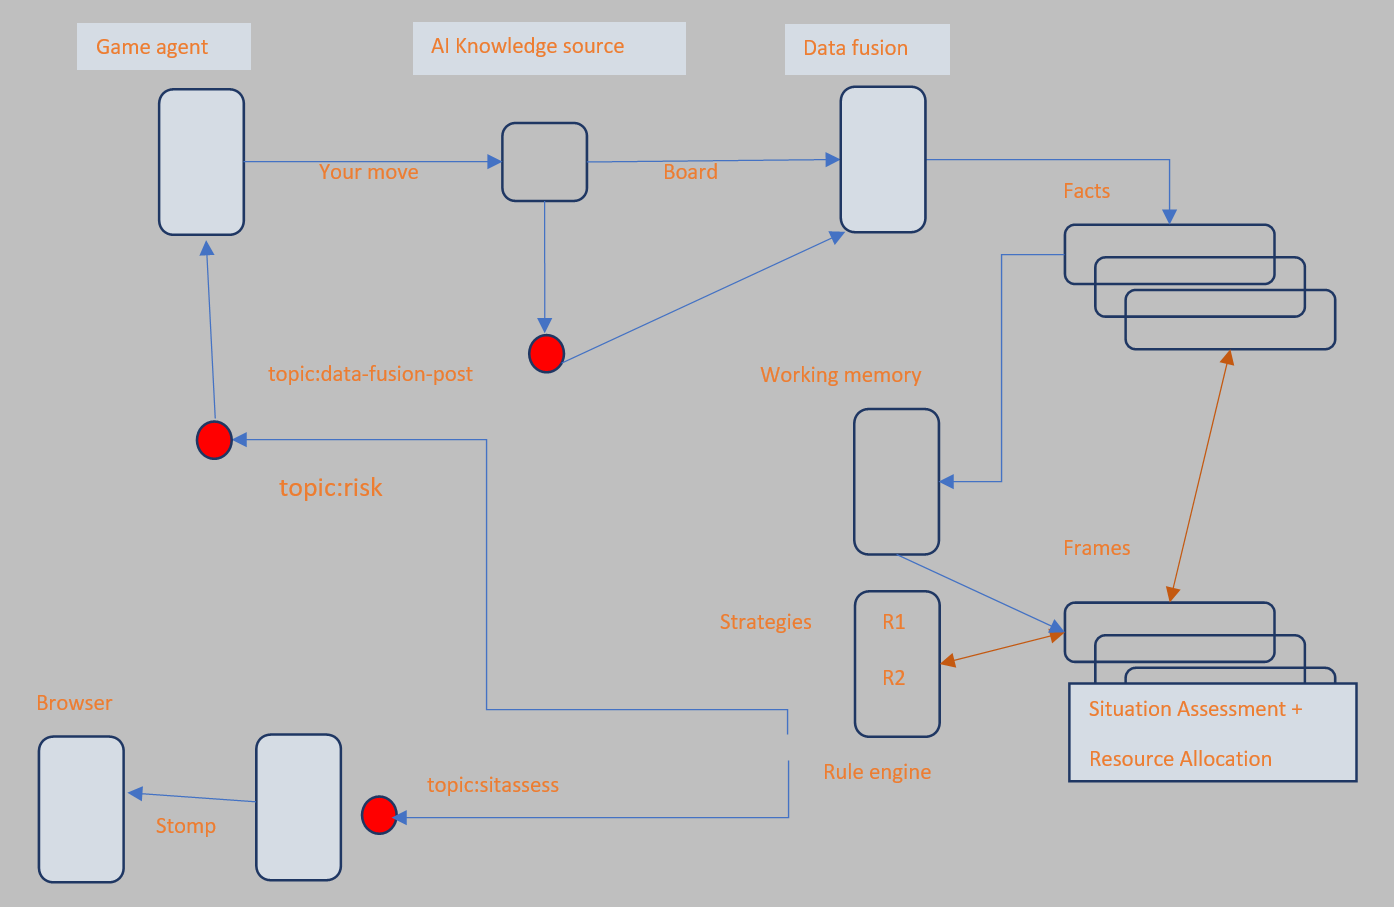 Game agent
AI Knowledge source
Data fusion
Your move
Board
Facts
topic:data-fusion-post
Working memory
topic:risk
Frames
Strategies
R1
R2
Browser
Situation Assessment +
Resource Allocation
Rule engine
topic:sitassess
Stomp